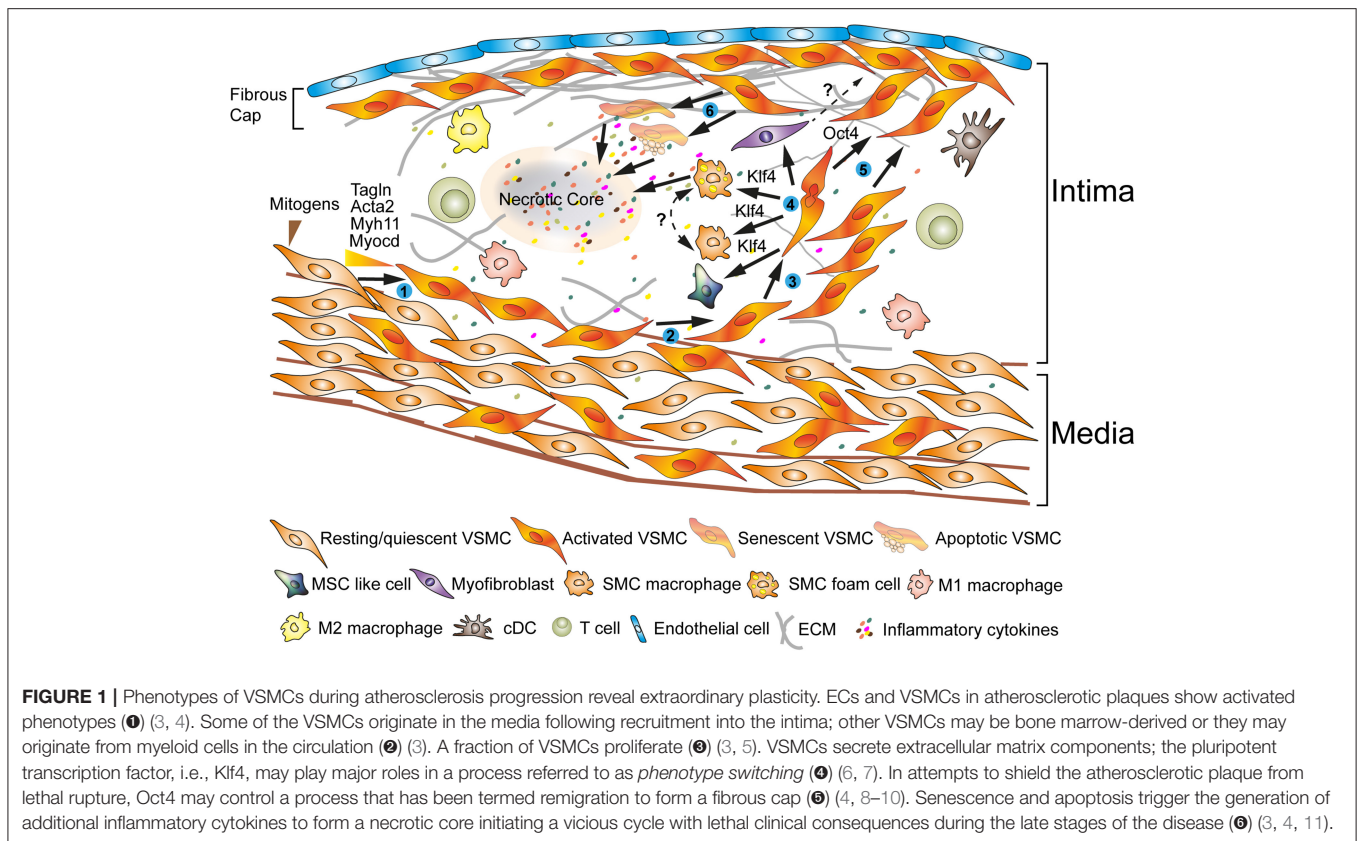 Fibrous
Cap
?
6
Oct4
5
Intima
Klf4
4
Klf4
Klf4
?
Necrotic Core
Mitogens
Tagln
Acta2
Myh11
Myocd
1
3
2
Media
Resting/quiescent VSMC Activated VSMC Senescent VSMC Apoptotic VSMC
MSC like cell Myofibroblast SMC macrophage SMC foam cell M1 macrophage
M2 macrophage cDC T cell Endothelial cell ECM Inflammatory cytokines
FIGURE 1 | Phenotypes of VSMCs during atherosclerosis progression reveal extraordinary plasticity. ECs and VSMCs in atherosclerotic plaques show activated
phenotypes (❶) (3, 4). Some of the VSMCs originate in the media following recruitment into the intima; other VSMCs may be bone marrow-derived or they may
originate from myeloid cells in the circulation (❷) (3). A fraction of VSMCs proliferate (❸) (3, 5). VSMCs secrete extracellular matrix components; the pluripotent
transcription factor, i.e., Klf4, may play major roles in a process referred to as phenotype switching (❹) (6, 7). In attempts to shield the atherosclerotic plaque from
lethal rupture, Oct4 may control a process that has been termed remigration to form a fibrous cap (❺) (4, 8–10). Senescence and apoptosis trigger the generation of
additional inflammatory cytokines to form a necrotic core initiating a vicious cycle with lethal clinical consequences during the late stages of the disease (❻) (3, 4, 11).